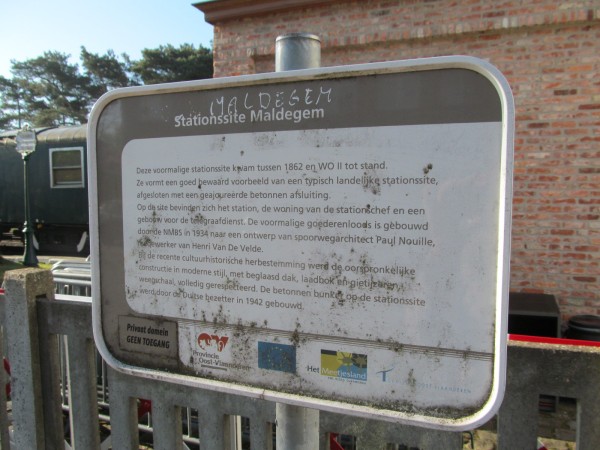 MALDEGEM
Stationssite Maldegem
Deze voormalige stationssite kwam tussen 1862 en WO II tot stand.
Ze vormt een goed bewaard voorbeeld van een typisch landelijke stationssite,
afgesloten met een geajoureerde betonnen afsluiting.
Op de site bevinden zich het station, de woning van de stationschef en een
gebouw voor de telegraafdienst. De voormalige goederenloods is gebouwd
door de NMBS in 1934 naar een ontwerp van spoorwegarchitect Paul Nouille,
medewerker van Henri Van De Velde.
Bij de recente cultuurhistorische herbestemming werd de oorspronkelijke
constructie in moderne stijl, met beglaasd dak, laadbok en gietijzeren
weegschaal, volledig gerespecteerd. De betonnen bunker op de stationssite
werd door de Duitse bezetter in 1942 gebouwd.
Privaat domein
GEEN TOEGANG
Provincie
Oost-Vlaanderen
Het Meetjesland